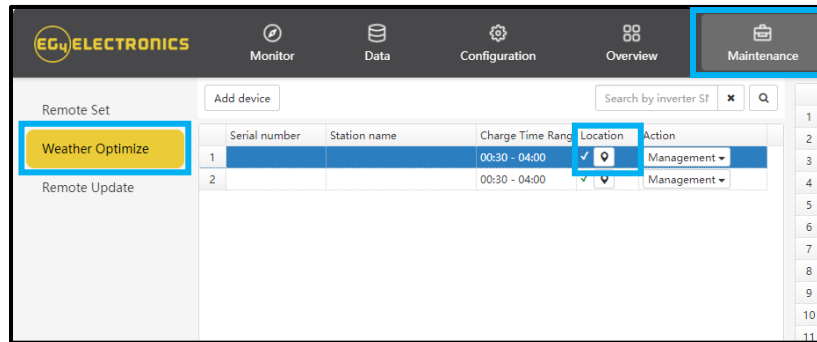 EG4 ELECTRONICS
Monitor
Data
Configuration
Overview
Maintenance
Remote Set
Weather Optimize
Remote Update
Add device
Search by inverter SN
Serial number Station name Charge Time Rang Location Action
1 00:30 - 04:00 Management
2 00:30 - 04:00 Management
1
2
3
4
5
6
7
8
9
10
11